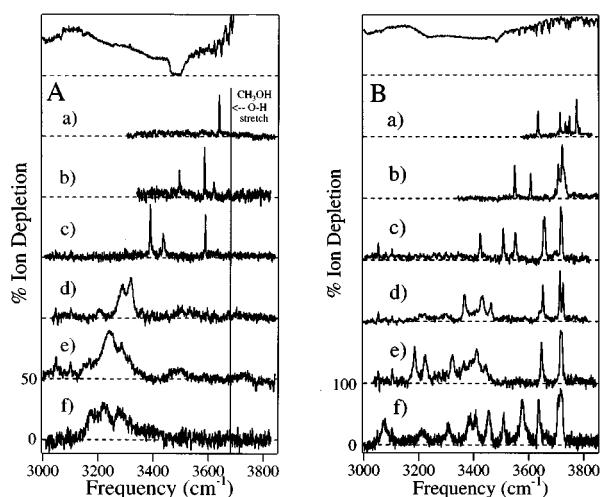 A
CH3OH
<-- O-H
stretch
a)
b)
c)
d)
e)
f)
% Ion Depletion
50
0
3000 3200 3400 3600 3800
Frequency (cm-1)
B
a)
b)
c)
d)
e)
f)
% Ion Depletion
100
0
3000 3200 3400 3600 3800
Frequency (cm-1)